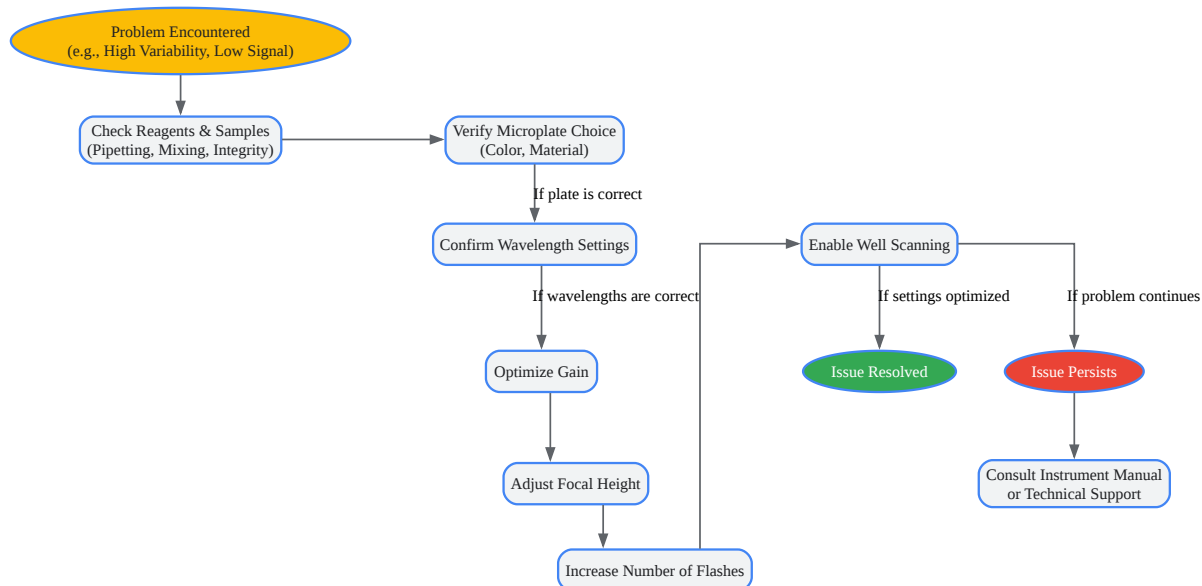 Problem Encountered
(e.g., High Variability, Low Signal)
Check Reagents & Samples
(Pipetting, Mixing, Integrity)
Verify Microplate Choice
(Color, Material)
If plate is correct
Confirm Wavelength Settings
If wavelengths are correct
Optimize Gain
Adjust Focal Height
Increase Number of Flashes
Enable Well Scanning
If settings optimized
If problem continues
Issue Resolved
Issue Persists
Consult Instrument Manual
or Technical Support